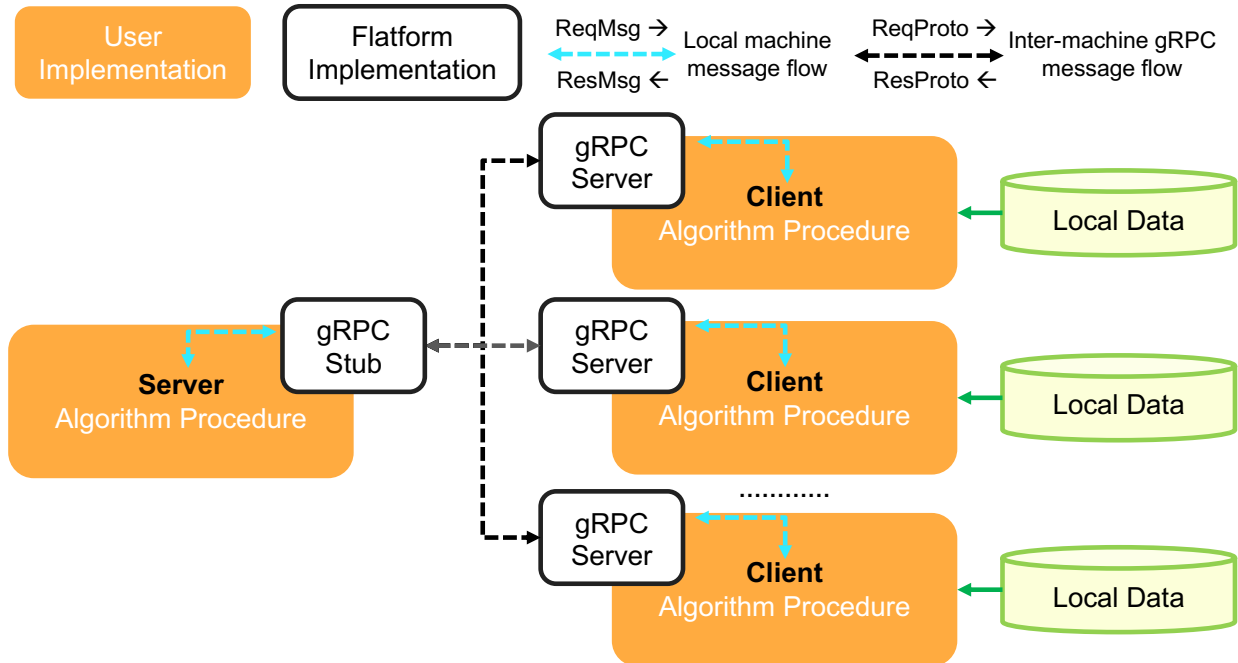 User
Implementation
Flatform
Implementation
ReqMsg →
ResMsg ←
Local machine
message flow
ReqProto →
ResProto ←
Inter-machine gRPC
message flow
gRPC
Server
Client
Algorithm Procedure
Local Data
gRPC
Stub
Server
Algorithm Procedure
gRPC
Server
Client
Algorithm Procedure
Local Data
............
gRPC
Server
Client
Algorithm Procedure
Local Data